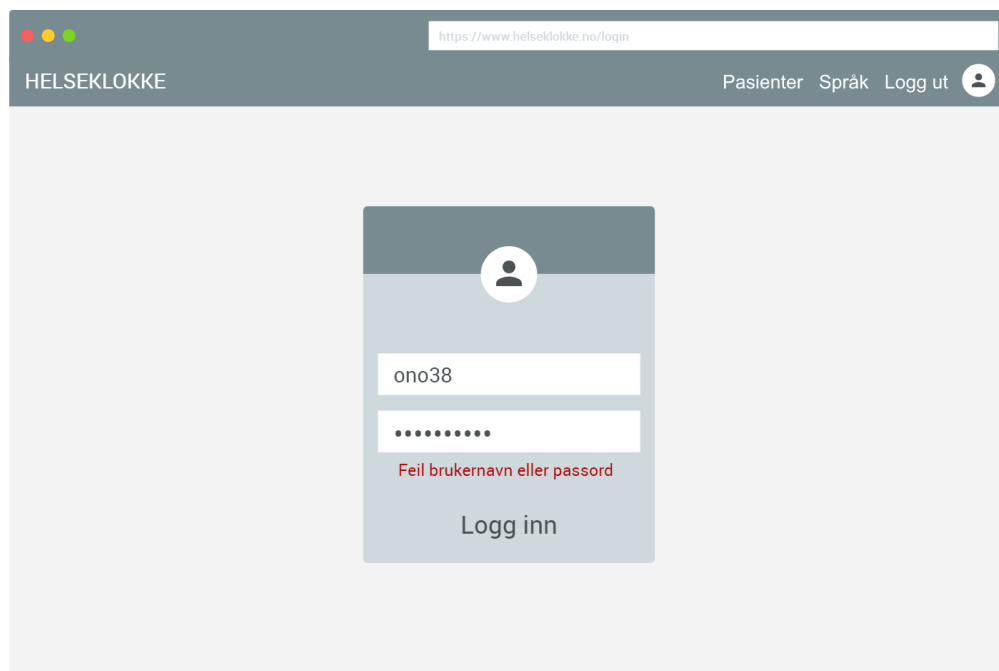 https://www.helseklokke.no/login
HELSEKLOKKE
Pasienter Språk Logg ut
ono38
••••••••••
Feil brukernavn eller passord
Logg inn